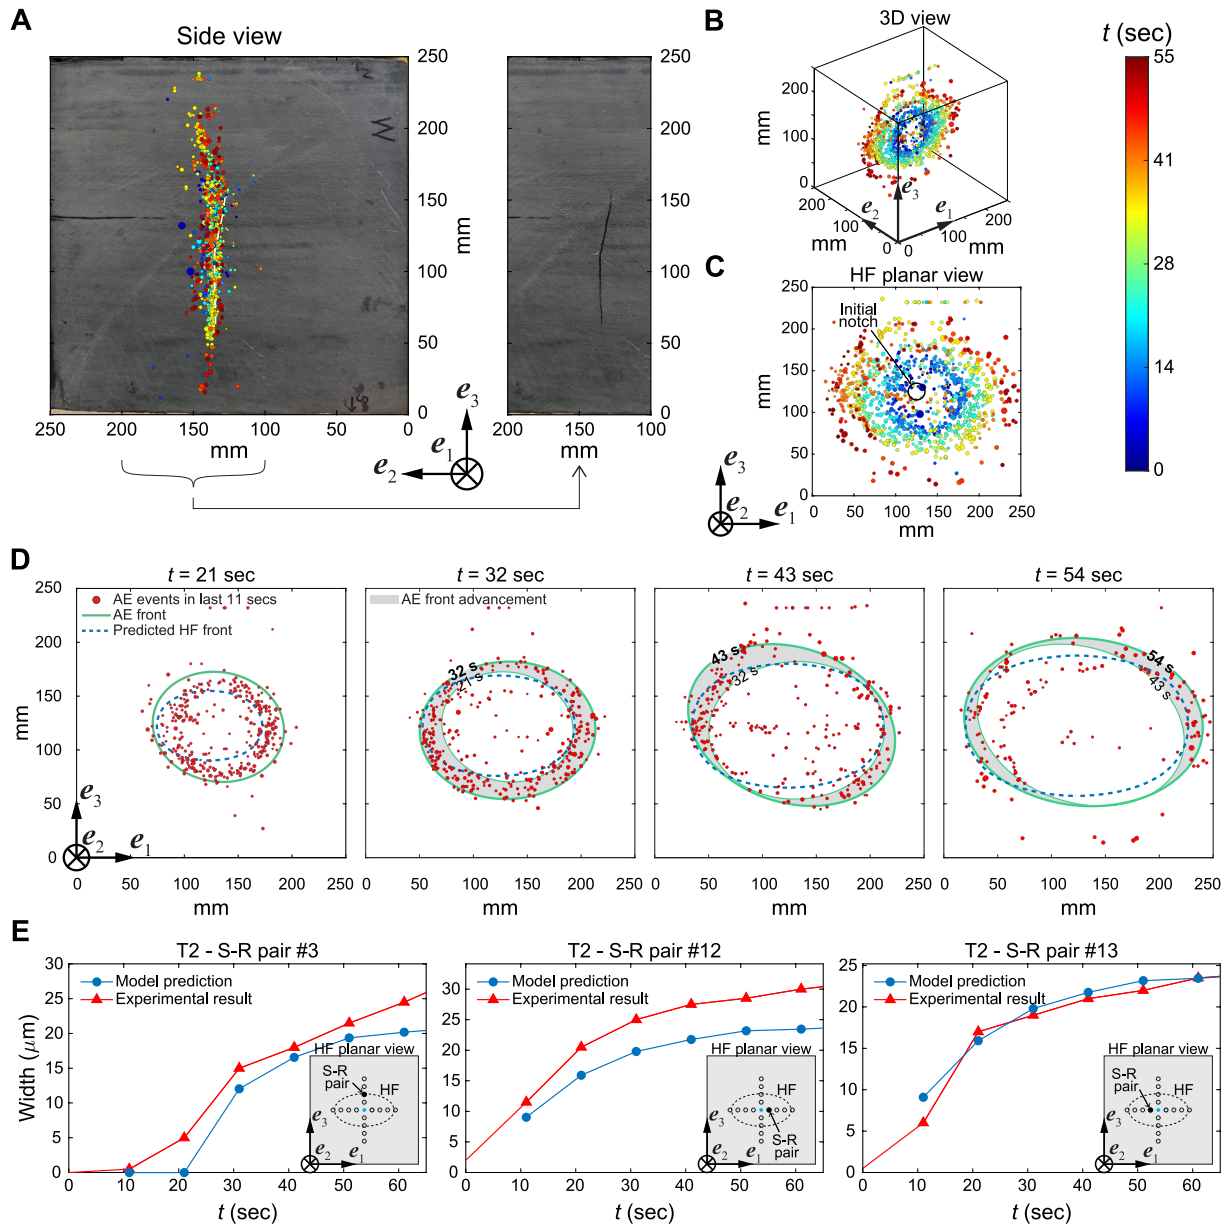 A
Side view
250
200
150
100
50
0
mm
250
200
150
100
50
0
mm
W
200
150
100
mm
e3
e1
e2
B
3D view
200
100
0
mm
200
100
0
mm
0
100
200
mm
e3
e2
e1
C
HF planar view
Initial
notch
250
200
150
100
50
0
mm
0
50
100
150
200
250
mm
e3
e2
e1
t (sec)
55
41
28
14
0
D
t = 21 sec
t = 32 sec
t = 43 sec
t = 54 sec
AE events in last 11 secs
AE front
Predicted HF front
AE front advancement
32 s
21 s
43 s
32 s
54 s
43 s
250
200
150
100
50
0
mm
e3
e2
e1
0 50 100 150 200 250
mm
0 50 100 150 200 250
mm
0 50 100 150 200 250
mm
0 50 100 150 200 250
mm
E
T2 - S-R pair #3
Model prediction
Experimental result
30
25
20
15
10
5
0
Width (μm)
HF planar view
S-R
pair
HF
e3
e2
e1
0 10 20 30 40 50 60
t (sec)
T2 - S-R pair #12
Model prediction
Experimental result
30
25
20
15
10
5
0
HF planar view
HF
S-R
pair
e3
e2
e1
0 10 20 30 40 50 60
t (sec)
T2 - S-R pair #13
Model prediction
Experimental result
25
20
15
10
5
0
HF planar view
S-R
pair
HF
e3
e2
e1
0 10 20 30 40 50 60
t (sec)